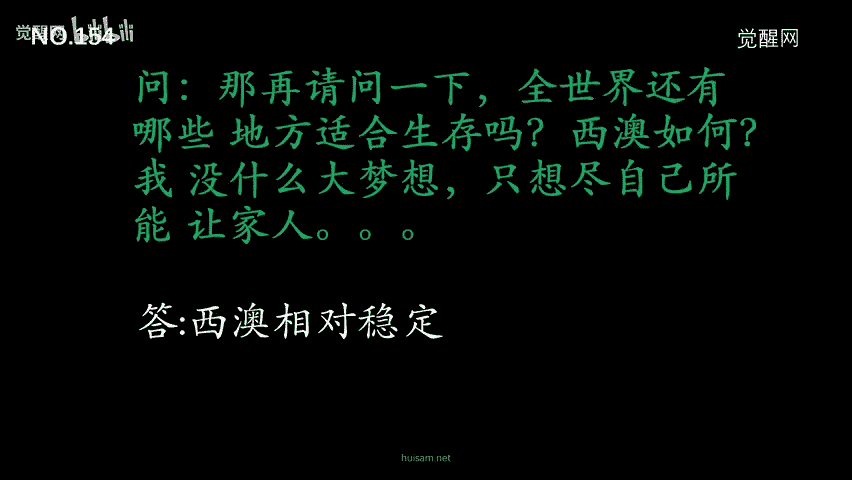 觉醒网 bilibili
NO.154
觉醒网
问：那再请问一下，全世界还有
哪些 地方适合生存吗？西澳如何？
我 没什么大梦想，只想尽自己所
能 让家人。。。
答:西澳相对稳定
huisam.net